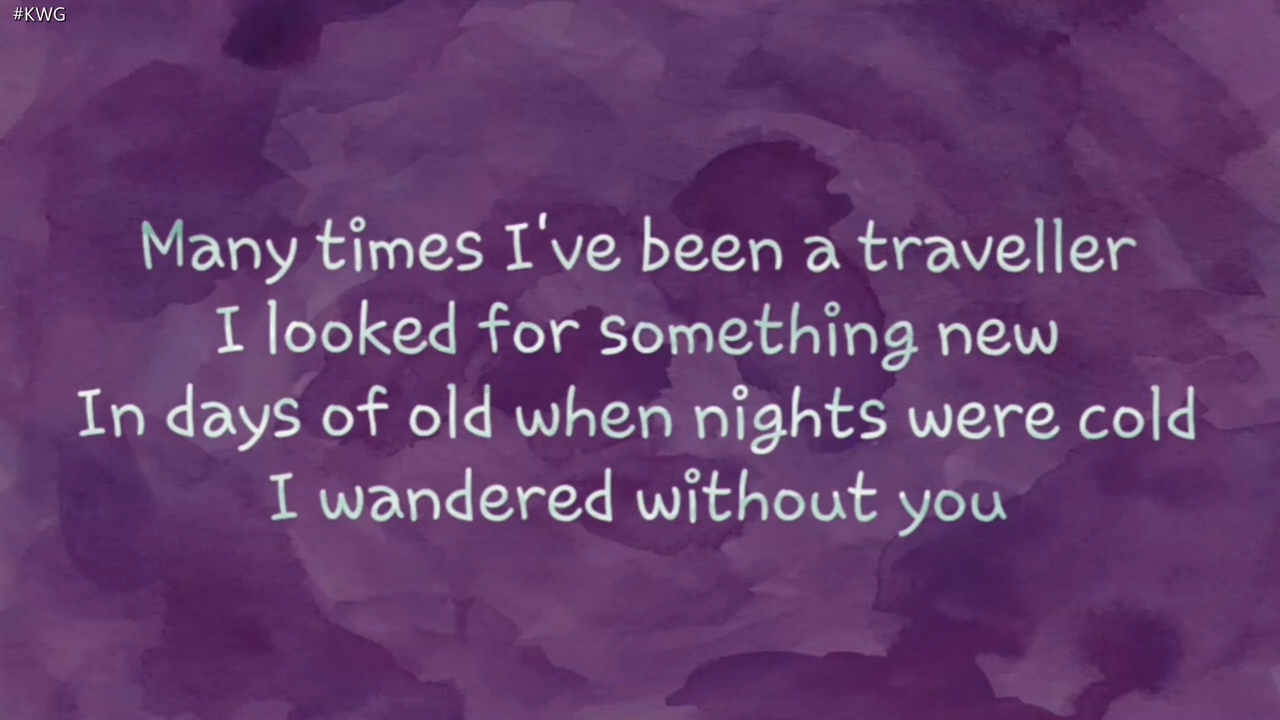 #KWG
Many times I've been a traveller
I looked for something new
In days of old when nights were cold
I wandered without you